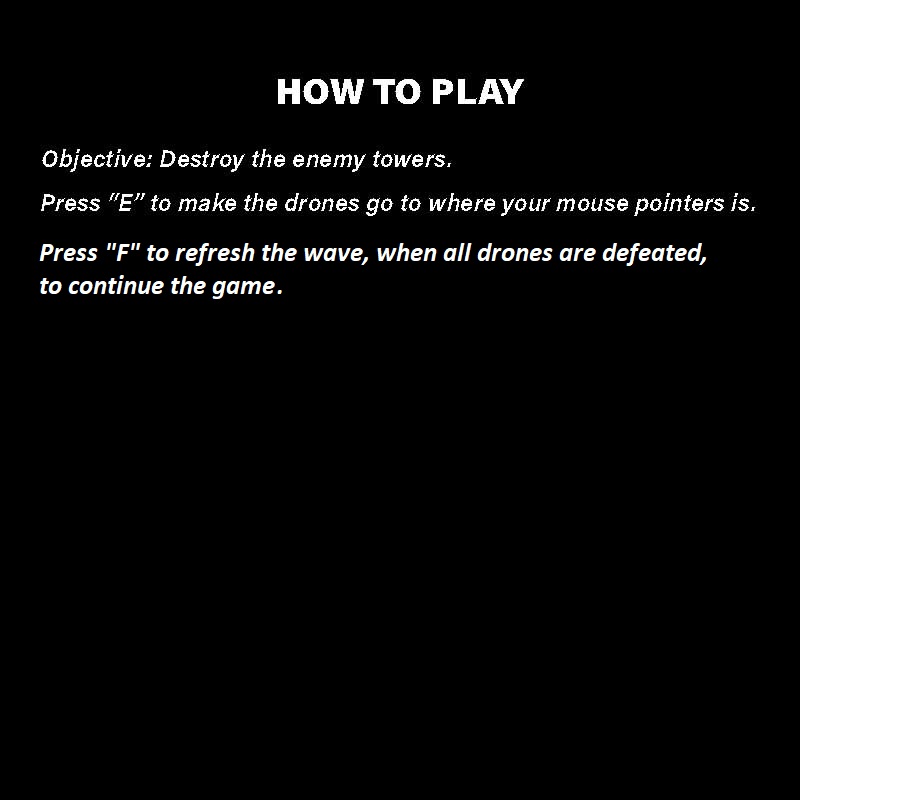 HOW TO PLAY
Objective: Destroy the enemy towers.
Press “E” to make the drones go to where your mouse pointers is.
Press "F" to refresh the wave, when all drones are defeated,
to continue the game.